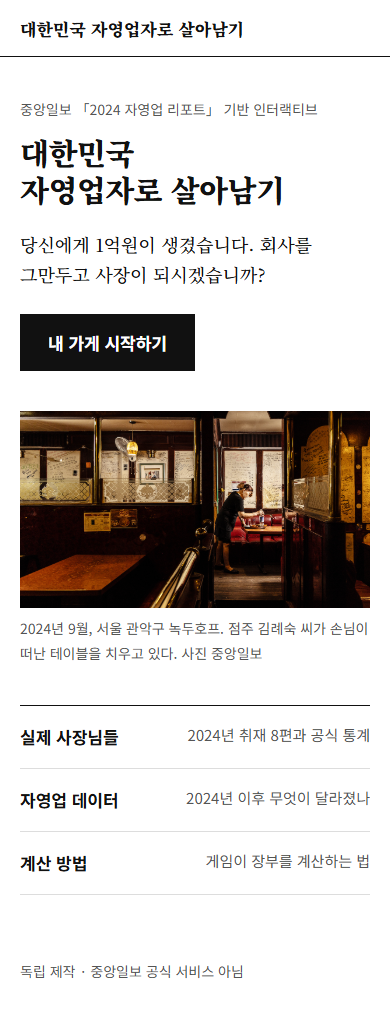 대한민국 자영업자로 살아남기
중앙일보 「2024 자영업 리포트」 기반 인터랙티브
대한민국
자영업자로 살아남기
당신에게 1억원이 생겼습니다. 회사를
그만두고 사장이 되시겠습니까?
내 가게 시작하기
2024년 9월, 서울 관악구 녹두호프. 점주 김례숙 씨가 손님이
떠난 테이블을 치우고 있다. 사진 중앙일보
실제 사장님들 2024년 취재 8편과 공식 통계
자영업 데이터 2024년 이후 무엇이 달라졌나
계산 방법 게임이 장부를 계산하는 법
독립 제작 · 중앙일보 공식 서비스 아님